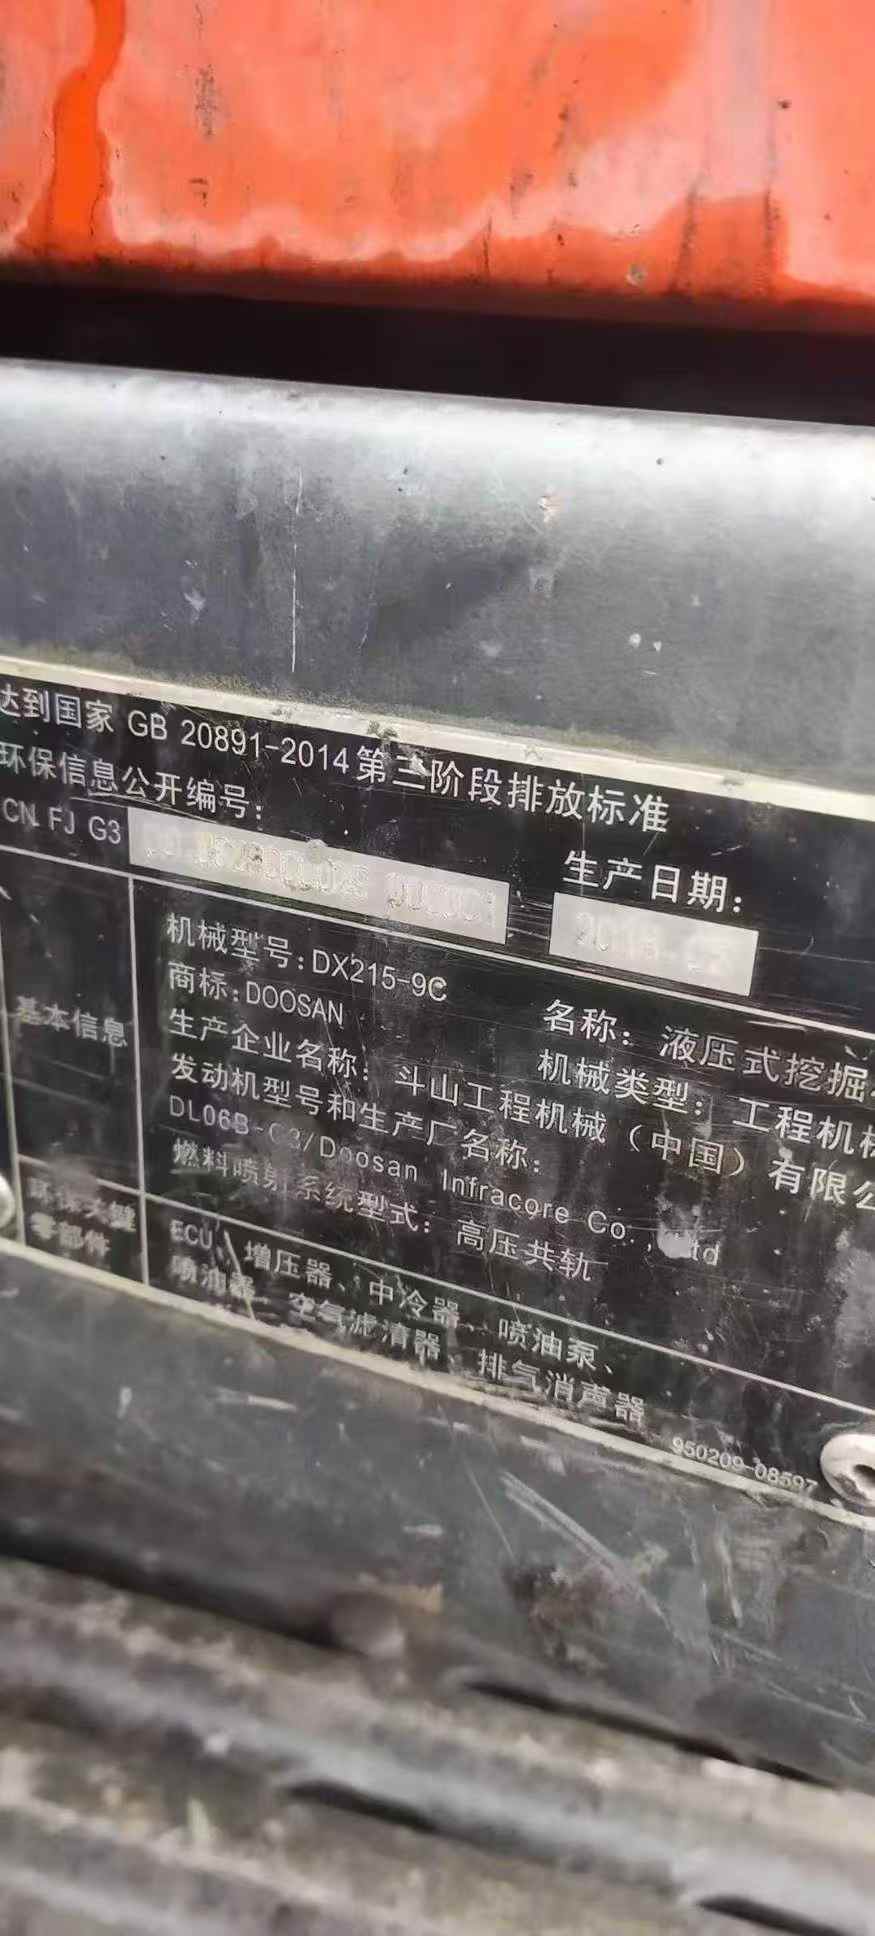 达到国家 GB 20891-2014第三阶段排放标准
环保信息公开编号：
CN FJ G3
生产日期：
基本信息
机械型号：DX215-9C
名称：液压式挖掘
商标：DOOSAN
机械类型：工程机械
生产企业名称：斗山工程机械（中国）有限公
发动机型号和生产厂名称：
Doosan Infracore Co.,
燃料喷射系统型式：高压共轨
环保关键
零部件
ECU、增压器、中冷器、喷油泵、
喷油器、空气滤清器、排气消声器
950209-08597